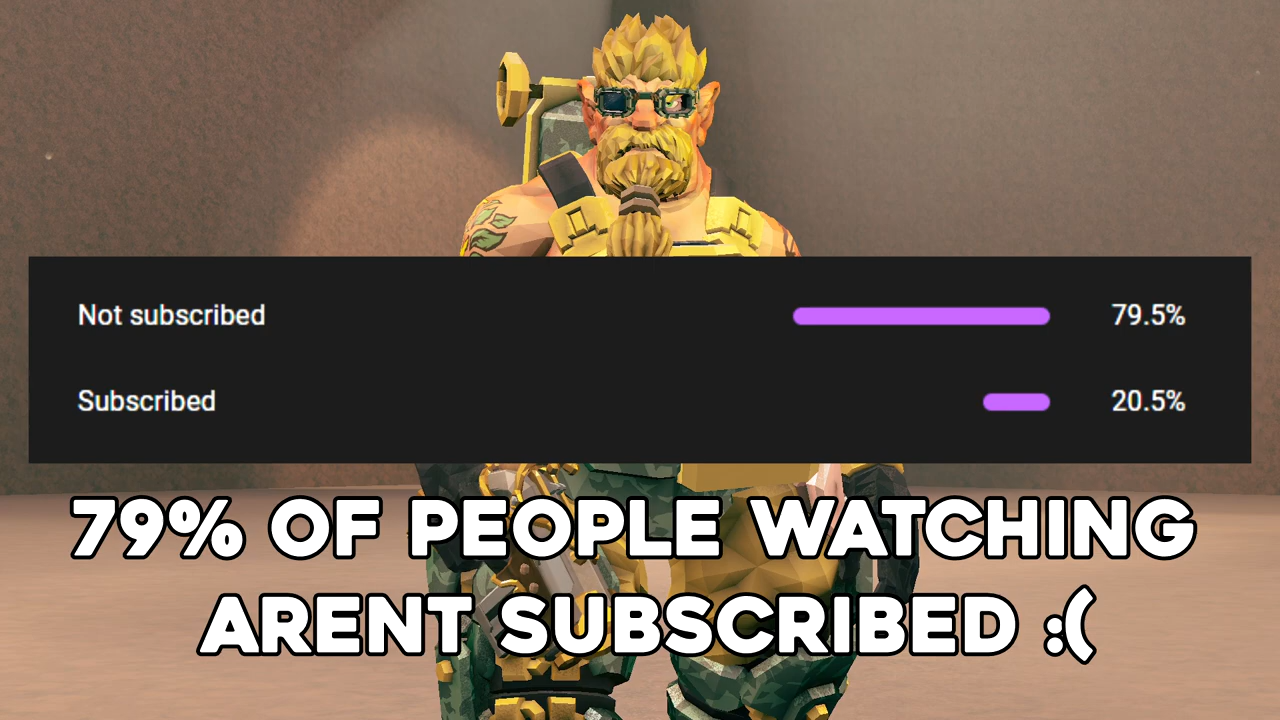 Not subscribed 79.5%
Subscribed 20.5%
79% OF PEOPLE WATCHING
ARENT SUBSCRIBED :(